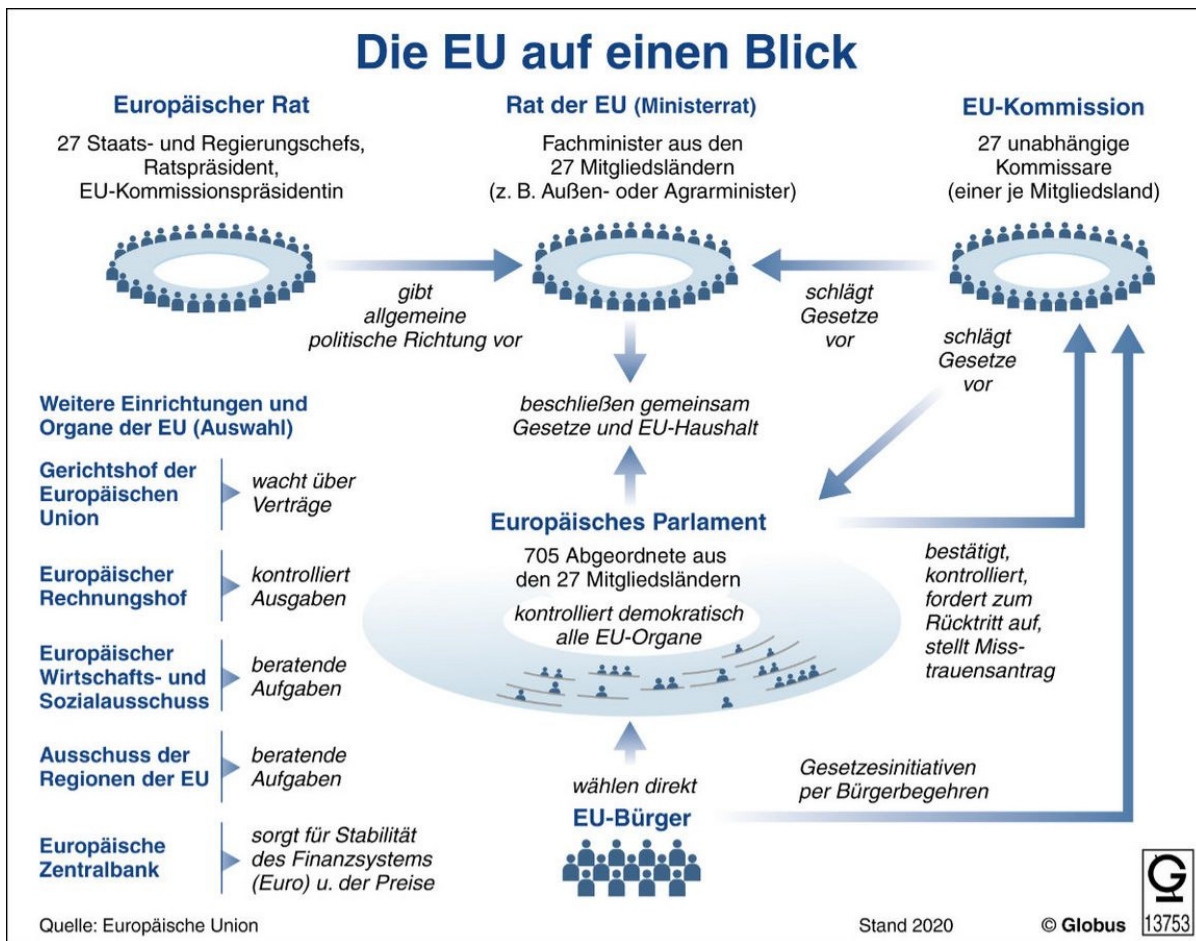 Die EU auf einen Blick
Europäischer Rat
27 Staats- und Regierungschefs,
Ratspräsident,
EU-Kommissionspräsidentin
Rat der EU (Ministerrat)
Fachminister aus den
27 Mitgliedsländern
(z. B. Außen- oder Agrarminister)
EU-Kommission
27 unabhängige
Kommissare
(einer je Mitgliedsland)
gibt
allgemeine
politische Richtung vor
schlägt
Gesetze
vor
schlägt
Gesetze
vor
beschließen gemeinsam
Gesetze und EU-Haushalt
Weitere Einrichtungen und
Organe der EU (Auswahl)
Gerichtshof der
Europäischen
Union
wacht über
Verträge
Europäischer
Rechnungshof
kontrolliert
Ausgaben
Europäischer
Wirtschafts- und
Sozialausschuss
beratende
Aufgaben
Ausschuss der
Regionen der EU
beratende
Aufgaben
Europäische
Zentralbank
sorgt für Stabilität
des Finanzsystems
(Euro) u. der Preise
Europäisches Parlament
705 Abgeordnete aus
den 27 Mitgliedsländern
kontrolliert demokratisch
alle EU-Organe
bestätigt,
kontrolliert,
fordert zum
Rücktritt auf,
stellt Miss-
trauensantrag
wählen direkt
EU-Bürger
Gesetzesinitiativen
per Bürgerbegehren
Quelle: Europäische Union
Stand 2020
© Globus
G
13753